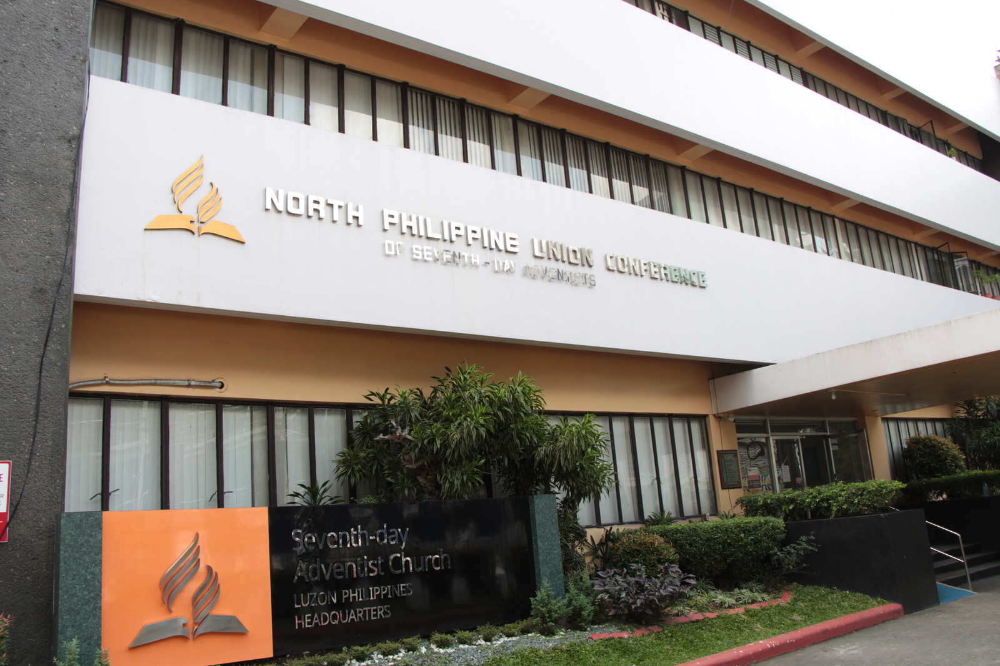 NORTH PHILIPPINE UNION CONFERENCE
OF SEVENTH-DAY ADVENTISTS
Seventh-day
Adventist Church
LUZON PHILIPPINES
HEADQUARTERS